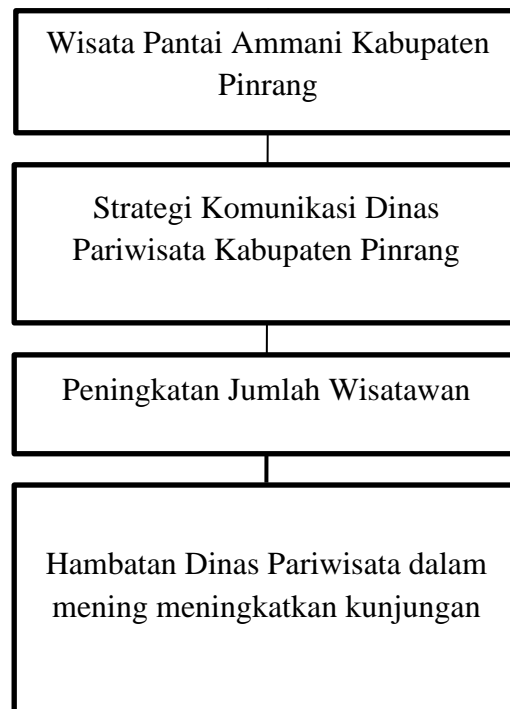 Wisata Pantai Ammani Kabupaten
Pinrang
Strategi Komunikasi Dinas
Pariwisata Kabupaten Pinrang
Peningkatan Jumlah Wisatawan
Hambatan Dinas Pariwisata dalam
mening meningkatkan kunjungan